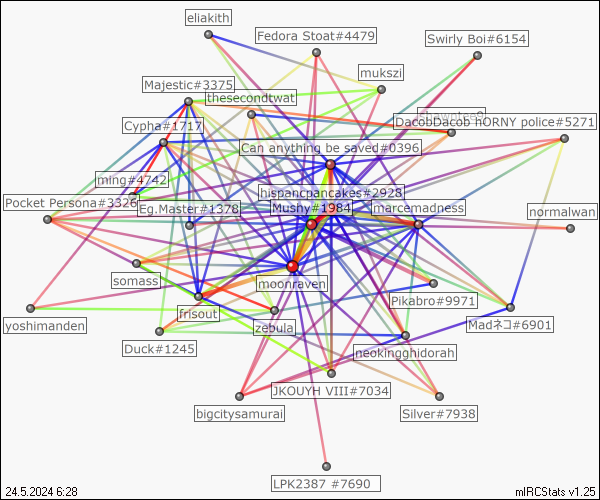 eliakith
Fedora Stoat#4479
Swirly Boi#6154
mukszi
Majestic#3375
thesecondtwat
DacobDacob hORNY police#5271
Cypha#1717
Can anything be saved#0396
ming#4742
hispancpancakes#2928
Pocket Persona#3326
Eg.Master#1378
Mushy#1984
marcemadness
normalwan
somass
moonraven
Pikabro#9971
frisout
yoshimanden
zebula
Madネコ#6901
Duck#1245
neokingghidorah
JKOUYH VIII#7034
bigcitysamurai
Silver#7938
LPK2387 #7690
24.5.2024 6:28
mIRCStats v1.25